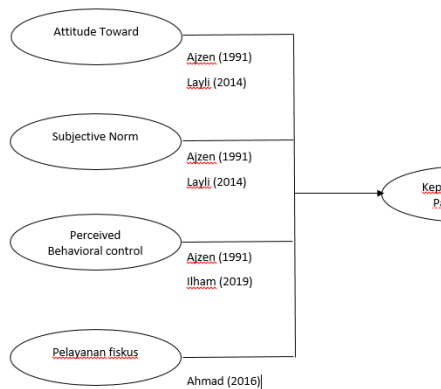 Attitude Toward
Ajzen (1991)
Layli (2014)
Subjective Norm
Ajzen (1991)
Layli (2014)
Perceived
Behavioral control
Ajzen (1991)
Ilham (2019)
Pelayanan fiskus
Ahmad (2016)